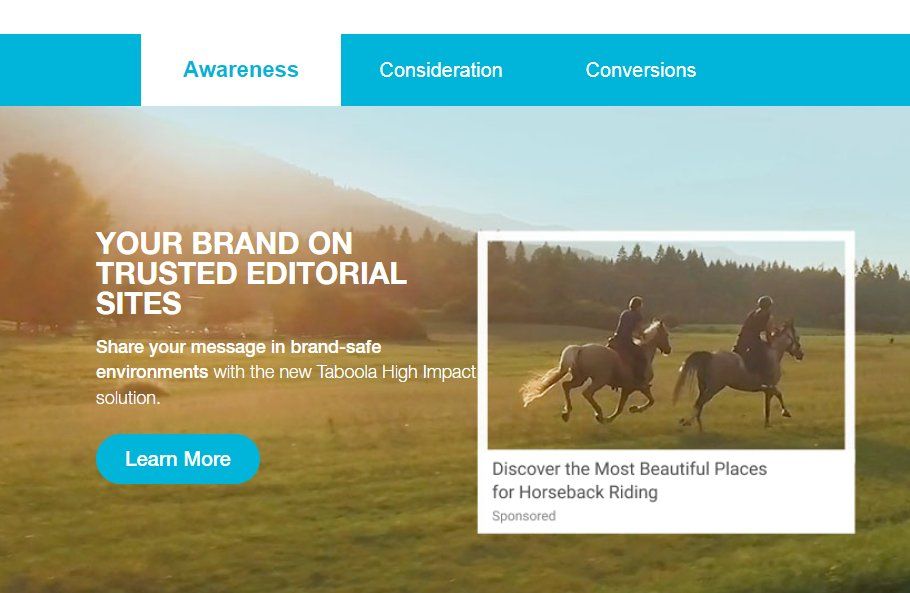 Awareness
Consideration
Conversions
YOUR BRAND ON
TRUSTED EDITORIAL
SITES
Share your message in brand-safe
environments with the new Taboola High Impact
solution.
Learn More
Discover the Most Beautiful Places
for Horseback Riding
Sponsored